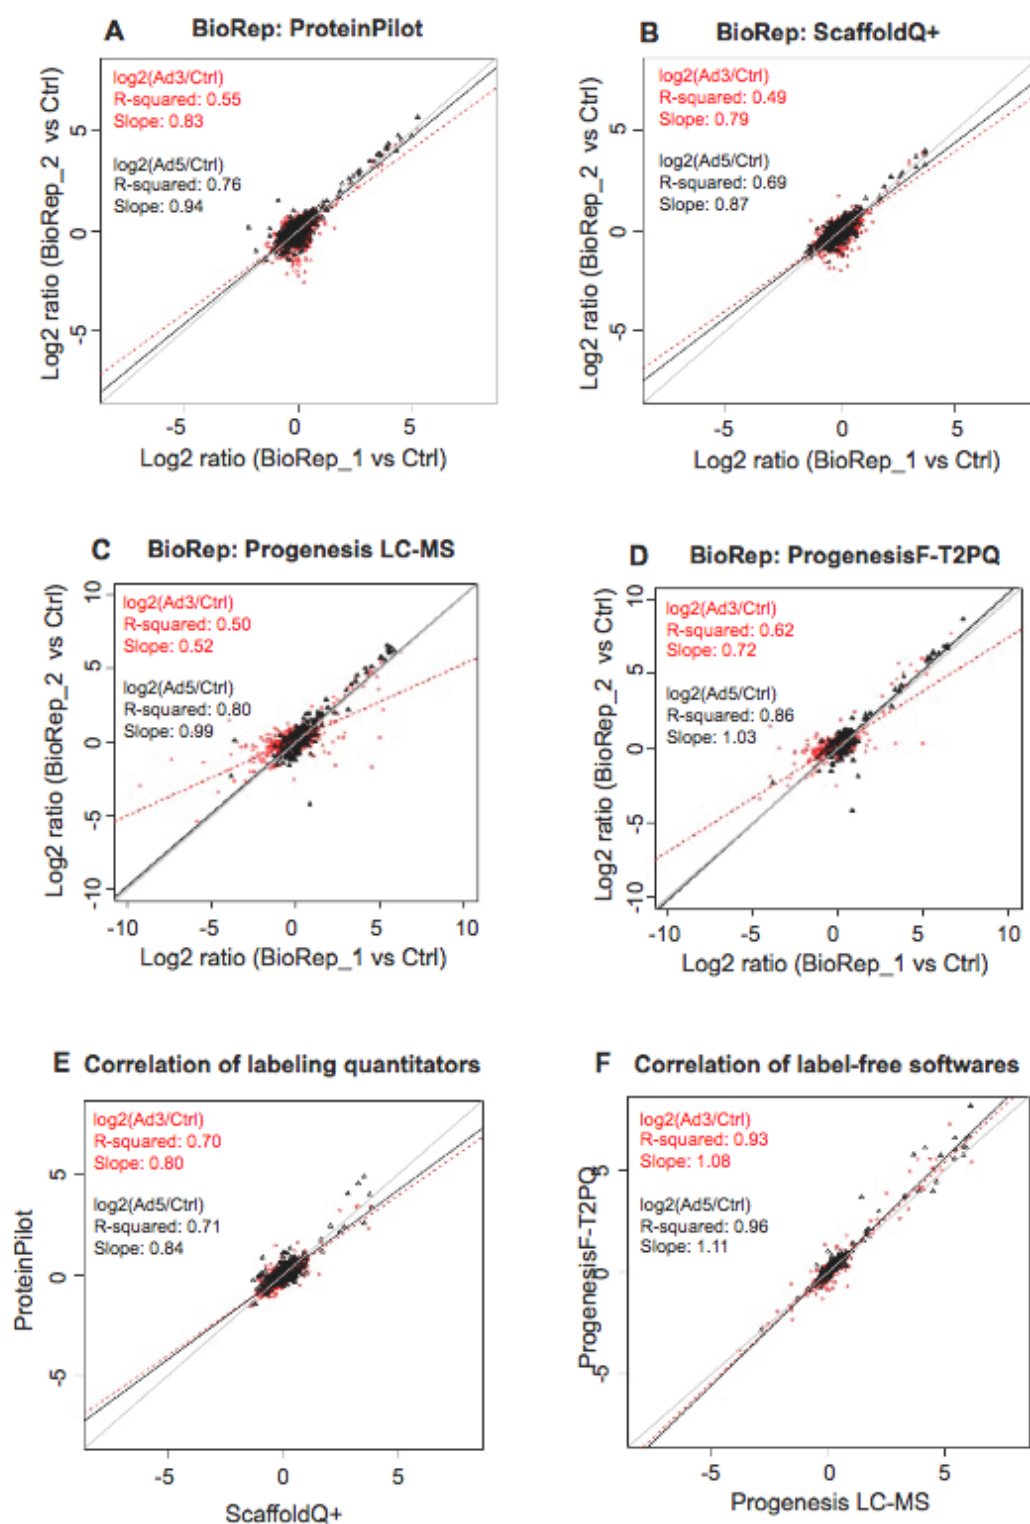 A BioRep: ProteinPilot
log2(Ad3/Ctrl)
R-squared: 0.55
Slope: 0.83
log2(Ad5/Ctrl)
R-squared: 0.76
Slope: 0.94
Log2 ratio (BioRep_2 vs Ctrl)
5
0
-5
-5 0 5
Log2 ratio (BioRep_1 vs Ctrl)
B BioRep: ScaffoldQ+
log2(Ad3/Ctrl)
R-squared: 0.49
Slope: 0.79
log2(Ad5/Ctrl)
R-squared: 0.69
Slope: 0.87
Log2 ratio (BioRep_2 vs Ctrl)
5
0
-5
-5 0 5
Log2 ratio (BioRep_1 vs Ctrl)
C BioRep: Progenesis LC-MS
log2(Ad3/Ctrl)
R-squared: 0.50
Slope: 0.52
log2(Ad5/Ctrl)
R-squared: 0.80
Slope: 0.99
Log2 ratio (BioRep_2 vs Ctrl)
10
5
0
-5
-10
-10 -5 0 5 10
Log2 ratio (BioRep_1 vs Ctrl)
D BioRep: ProgenesisF-T2PQ
log2(Ad3/Ctrl)
R-squared: 0.62
Slope: 0.72
log2(Ad5/Ctrl)
R-squared: 0.86
Slope: 1.03
Log2 ratio (BioRep_2 vs Ctrl)
10
5
0
-5
-10
-10 -5 0 5 10
Log2 ratio (BioRep_1 vs Ctrl)
E Correlation of labeling quantitators
log2(Ad3/Ctrl)
R-squared: 0.70
Slope: 0.80
log2(Ad5/Ctrl)
R-squared: 0.71
Slope: 0.84
ProteinPilot
5
0
-5
-5 0 5
ScaffoldQ+
F Correlation of label-free softwares
log2(Ad3/Ctrl)
R-squared: 0.93
Slope: 1.08
log2(Ad5/Ctrl)
R-squared: 0.96
Slope: 1.11
ProgenesisF-T2PQ
5
0
-5
-5 0 5
Progenesis LC-MS